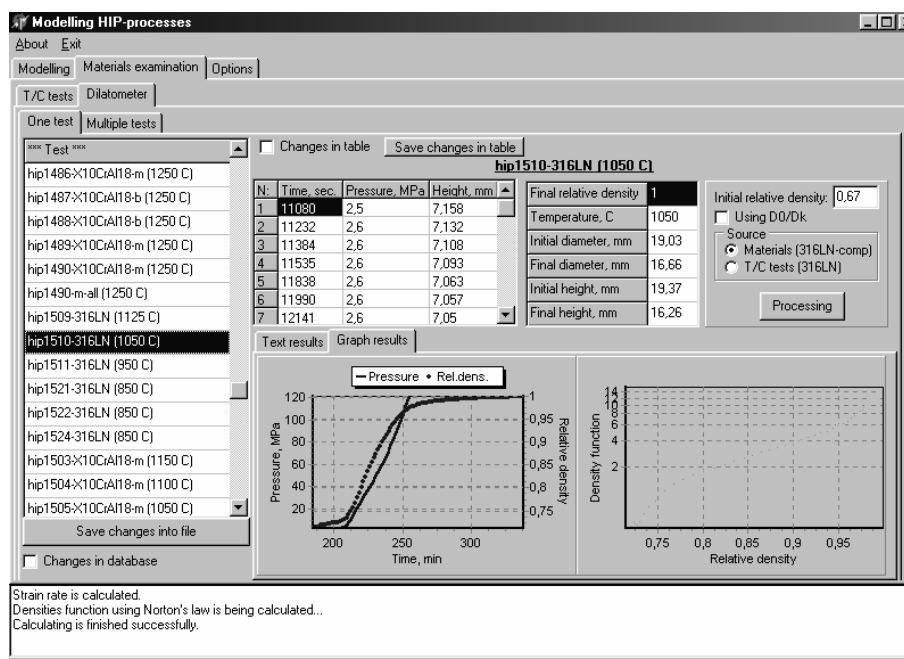 Modelling HIP-processes
About Exit
Modelling Materials examination Options
T/C tests Dilatometer
One test Multiple tests
*** Test ***
hip1486-X10CrAl18-m (1250 C)
hip1487-X10CrAl18-b (1250 C)
hip1488-X10CrAl18-b (1250 C)
hip1489-X10CrAl18-m (1250 C)
hip1490-X10CrAl18-m (1250 C)
hip1490-m-all (1250 C)
hip1509-316LN (1125 C)
hip1510-316LN (1050 C)
hip1511-316LN (950 C)
hip1521-316LN (850 C)
hip1522-316LN (850 C)
hip1524-316LN (850 C)
hip1503-X10CrAl18-m (1150 C)
hip1504-X10CrAl18-m (1100 C)
hip1505-X10CrAl18-m (1050 C)
Save changes into file
Changes in database
Changes in table Save changes in table
hip1510-316LN (1050 C)
N: Time, sec. Pressure, MPa Height, mm
1 11080 2,5 7,158
2 11232 2,6 7,132
3 11384 2,6 7,108
4 11535 2,6 7,093
5 11838 2,6 7,063
6 11990 2,6 7,057
7 12141 2,6 7,05
Final relative density 1
Temperature, C 1050
Initial diameter, mm 19,03
Final diameter, mm 16,66
Initial height, mm 19,37
Final height, mm 16,26
Initial relative density: 0,67
Using D0/Dk
Source
Materials (316LN-comp)
T/C tests (316LN)
Processing
Text results Graph results
Pressure Rel.dens.
120 100 80 60 40 20
Pressure, MPa
1 0,95 0,9 0,85 0,8 0,75
Relative density
200 250 300
Time, min
14 8 6 4 2
Density function
0,75 0,8 0,85 0,9 0,95
Relative density
Strain rate is calculated.
Densities function using Norton's law is being calculated...
Calculating is finished successfully.